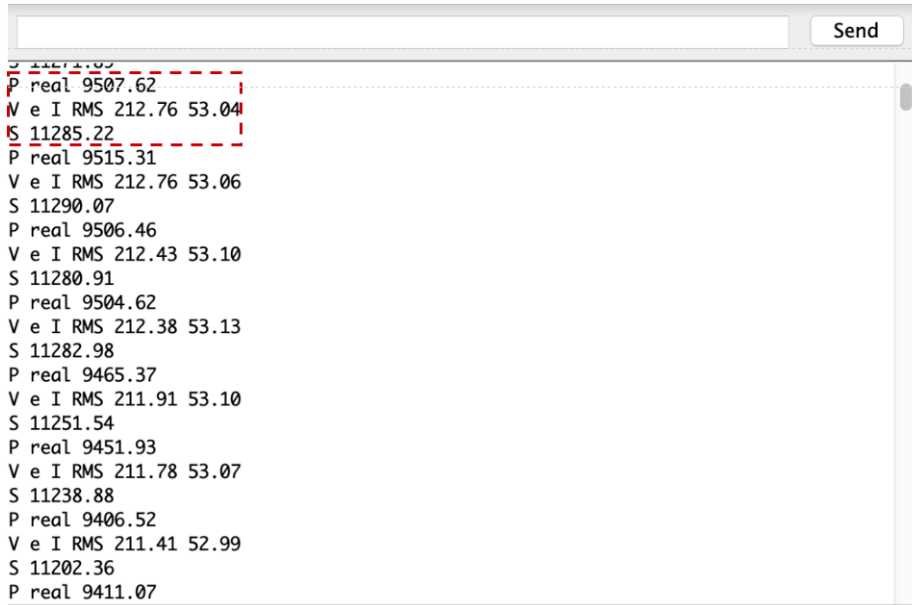 Send
S 11271.89
P real 9507.62
V e I RMS 212.76 53.04
S 11285.22
P real 9515.31
V e I RMS 212.76 53.06
S 11290.07
P real 9506.46
V e I RMS 212.43 53.10
S 11280.91
P real 9504.62
V e I RMS 212.38 53.13
S 11282.98
P real 9465.37
V e I RMS 211.91 53.10
S 11251.54
P real 9451.93
V e I RMS 211.78 53.07
S 11238.88
P real 9406.52
V e I RMS 211.41 52.99
S 11202.36
P real 9411.07